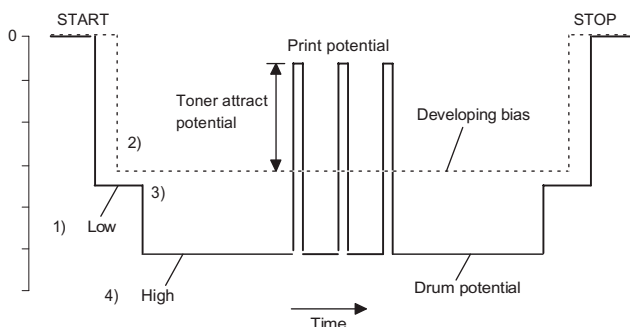 START
STOP
0
Print potential
Toner attract
potential
Developing bias
2)
3)
1)
Low
4)
High
Drum potential
Time